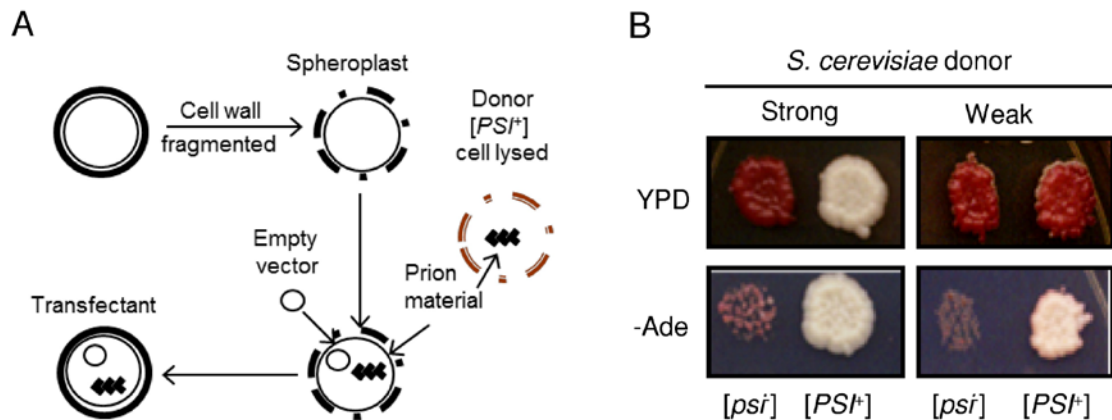 A
Spheroplast
Cell wall
fragmented
Donor
[PSI⁺]
cell lysed
Empty
vector
Prion
material
Transfectant
B
S. cerevisiae donor
Strong
Weak
YPD
-Ade
[psi⁻]
[PSI⁺]
[psi⁻]
[PSI⁺]